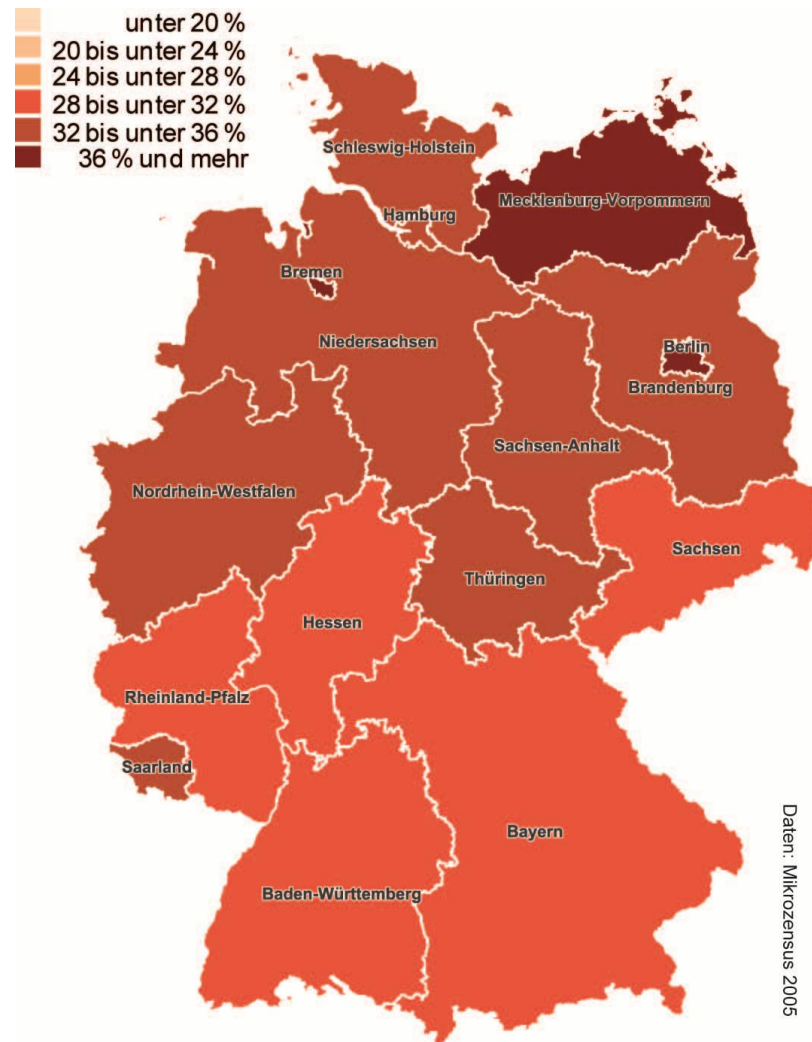 unter 20 %
20 bis unter 24 %
24 bis unter 28 %
28 bis unter 32 %
32 bis unter 36 %
36 % und mehr
Schleswig-Holstein
Mecklenburg-Vorpommern
Hamburg
Bremen
Niedersachsen
Berlin
Brandenburg
Sachsen-Anhalt
Nordrhein-Westfalen
Sachsen
Thüringen
Hessen
Rheinland-Pfalz
Saarland
Bayern
Baden-Württemberg
Daten: Mikrozensus 2005